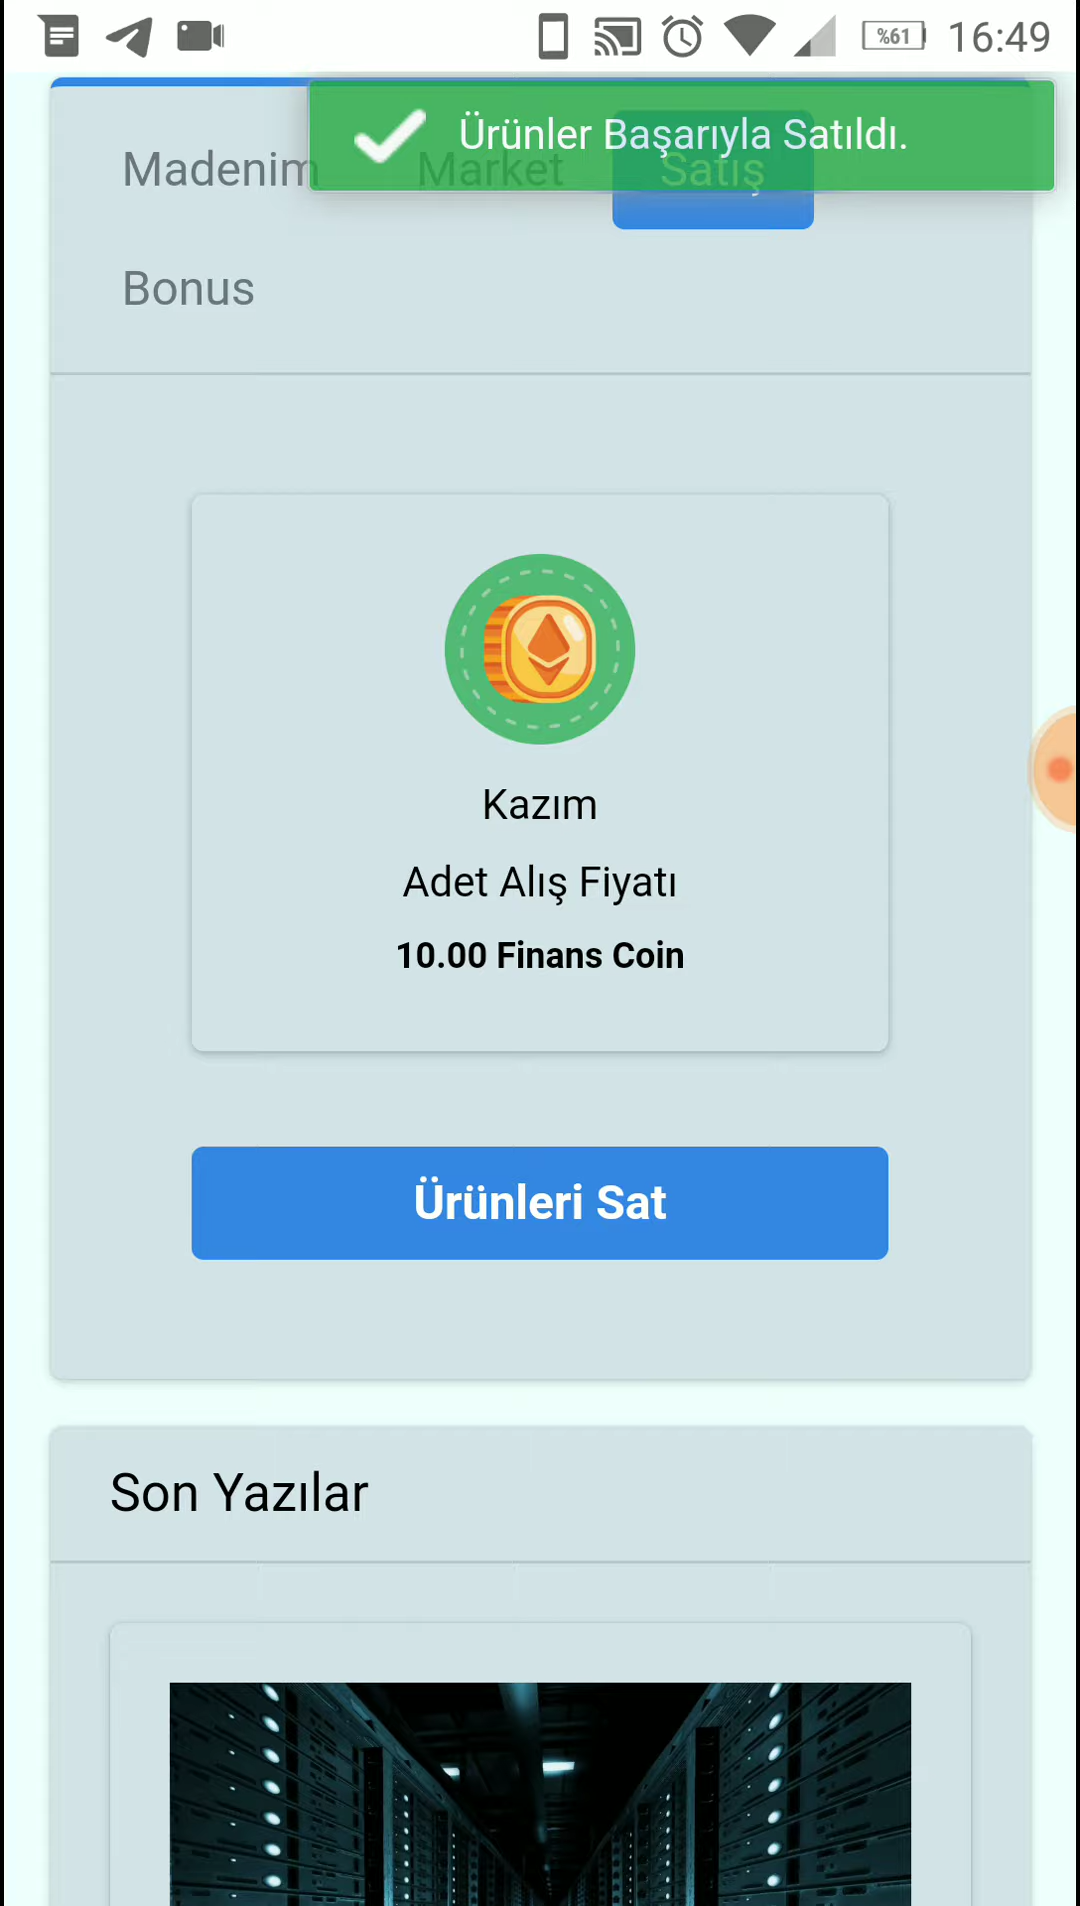 %61 16:49
Ürünler Başarıyla Satıldı.
Madenim Market Satış
Bonus
Kazım
Adet Alış Fiyatı
10.00 Finans Coin
Ürünleri Sat
Son Yazılar